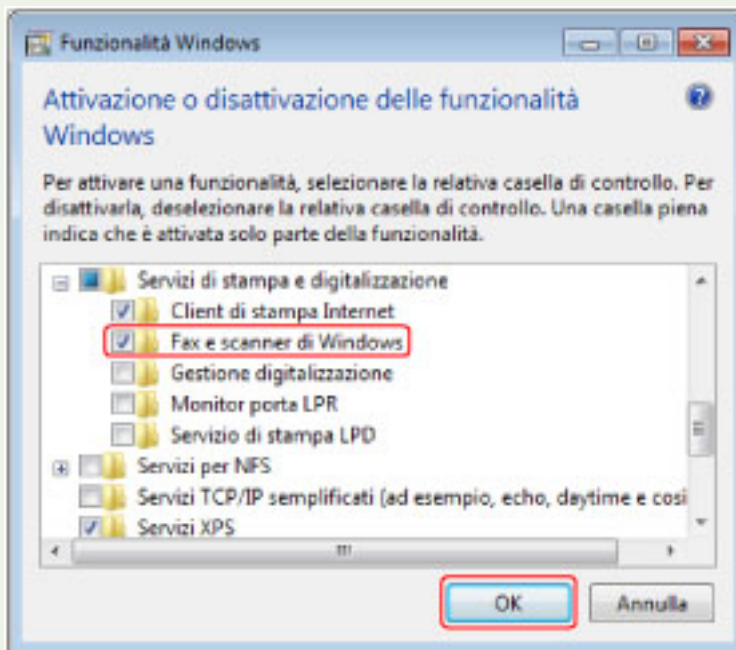 Funzionalità Windows
Attivazione o disattivazione delle funzionalità
Windows
Per attivare una funzionalità, selezionare la relativa casella di controllo. Per
disattivarla, deselezionare la relativa casella di controllo. Una casella piena
indica che è attivata solo parte della funzionalità.
Servizi di stampa e digitalizzazione
Client di stampa Internet
Fax e scanner di Windows
Gestione digitalizzazione
Monitor porta LPR
Servizio di stampa LPD
Servizi per NFS
Servizi TCP/IP semplificati (ad esempio, echo, daytime e cosi
Servizi XPS
OK
Annulla